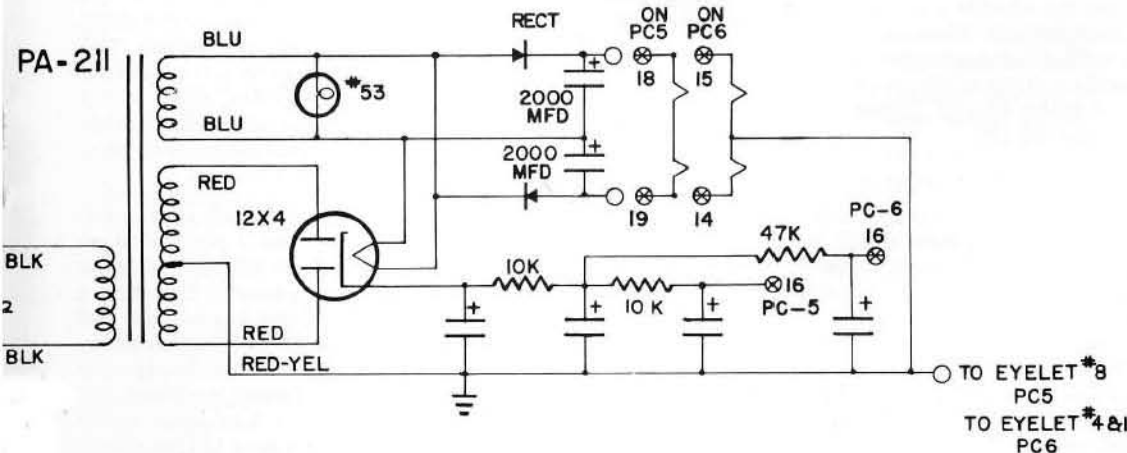 PA-211
BLU
BLU
#53
RECT
2000
MFD
2000
MFD
ON
PC5
ON
PC6
18
15
19
14
RED
12X4
BLK
2
BLK
RED
RED-YEL
10K
10K
47K
PC-6
16
16
PC-5
TO EYELET #8
PC5
TO EYELET #4&1
PC6
+
+
+
+
+
+